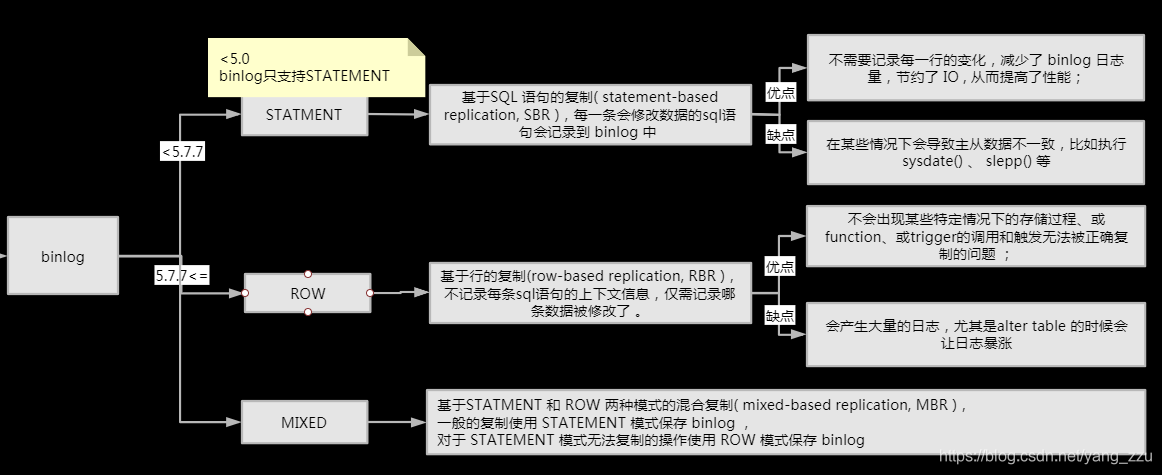 <5.0
binlog只支持STATEMENT
STATMENT
基于SQL 语句的复制( statement-based
replication, SBR )，每一条会修改数据的sql语
句会记录到 binlog 中
优点
不需要记录每一行的变化，减少了 binlog 日志
量，节约了 IO , 从而提高了性能；
缺点
在某些情况下会导致主从数据不一致，比如执行
sysdate() 、 slepp() 等
<5.7.7
binlog
5.7.7<=
ROW
基于行的复制(row-based replication, RBR )，
不记录每条sql语句的上下文信息，仅需记录哪
条数据被修改了 。
优点
不会出现某些特定情况下的存储过程、或
function、或trigger的调用和触发无法被正确复
制的问题 ；
缺点
会产生大量的日志，尤其是alter table 的时候会
让日志暴涨
MIXED
基于STATMENT 和 ROW 两种模式的混合复制( mixed-based replication, MBR )，
一般的复制使用 STATEMENT 模式保存 binlog ，
对于 STATEMENT 模式无法复制的操作使用 ROW 模式保存 binlog
https://blog.csdn.net/yang_zzu